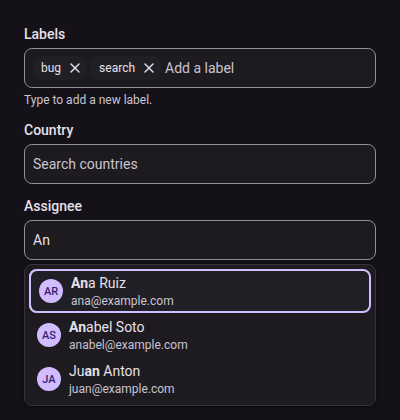 Labels
bug search Add a label
Type to add a new label.
Country
Search countries
Assignee
An
AR Ana Ruiz
ana@example.com
AS Anabel Soto
anabel@example.com
JA Juan Anton
juan@example.com